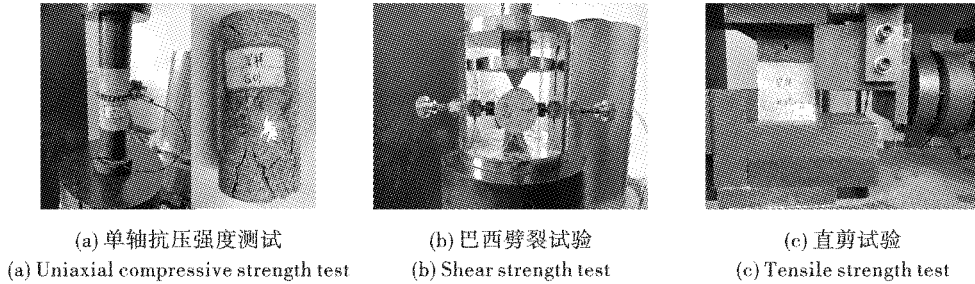 (a) 单轴抗压强度测试
(a) Uniaxial compressive strength test
(b) 巴西劈裂试验
(b) Shear strength test
(c) 直剪试验
(c) Tensile strength test